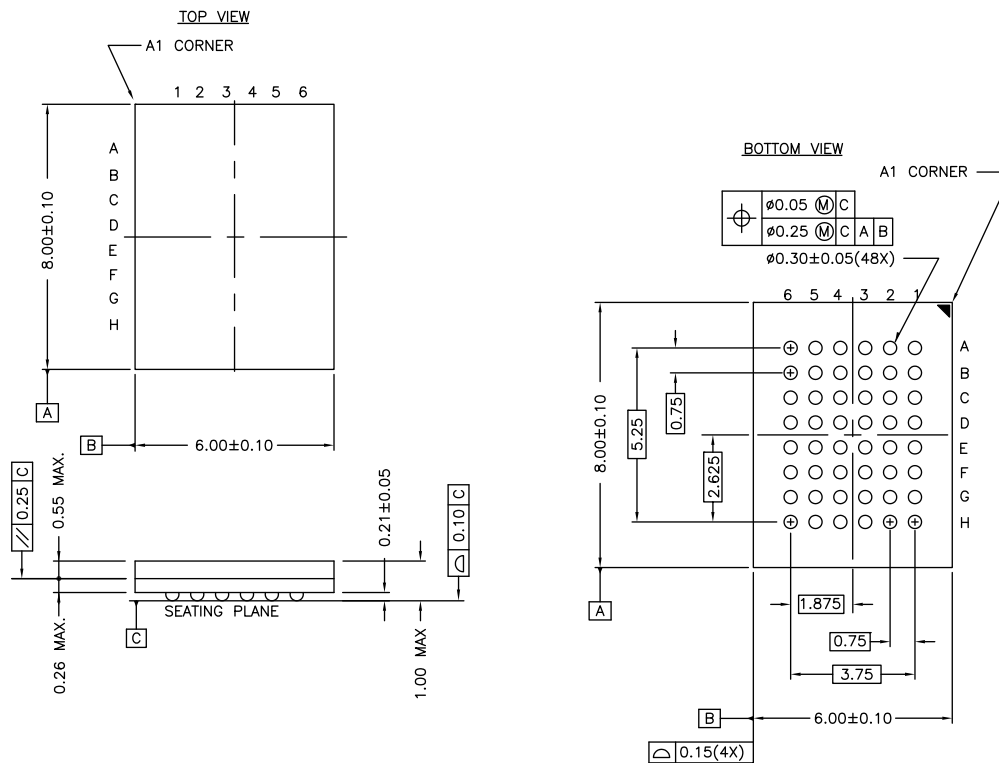 TOP VIEW
A1 CORNER
1 2 3 4 5 6
A
B
C
D
E
F
G
H
8.00±0.10
A
B
6.00±0.10
// 0.25 C
0.55 MAX.
0.21±0.05
⌓ 0.10 C
SEATING PLANE
C
0.26 MAX.
1.00 MAX
BOTTOM VIEW
A1 CORNER
⌖ ø0.05 Ⓜ C
ø0.25 Ⓜ C A B
ø0.30±0.05(48X)
6 5 4 3 2 1
A
B
C
D
E
F
G
H
8.00±0.10
5.25
0.75
2.625
A
1.875
0.75
3.75
B
6.00±0.10
⌓ 0.15(4X)